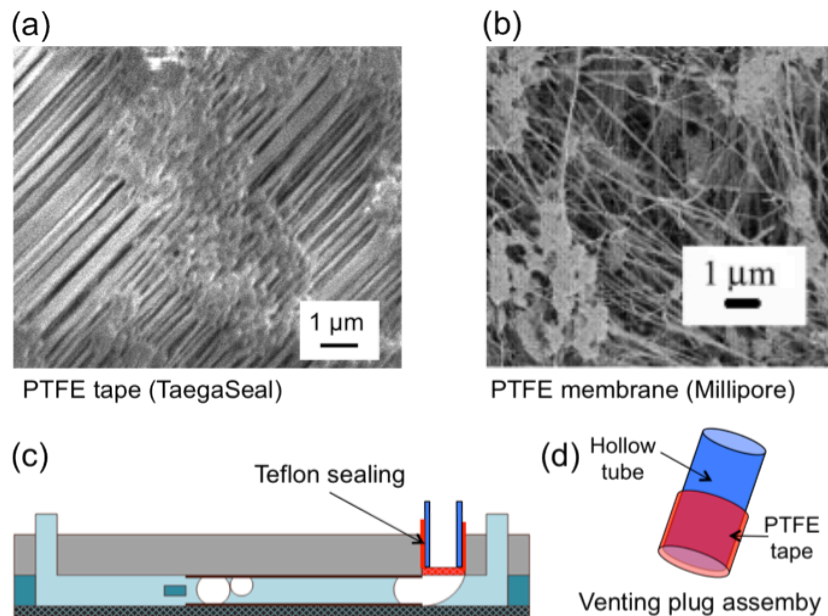 (a)
(b)
1 µm
1 µm
PTFE tape (TaegaSeal)
PTFE membrane (Millipore)
(c)
Teflon sealing
(d)
Hollow
tube
PTFE
tape
Venting plug assemby